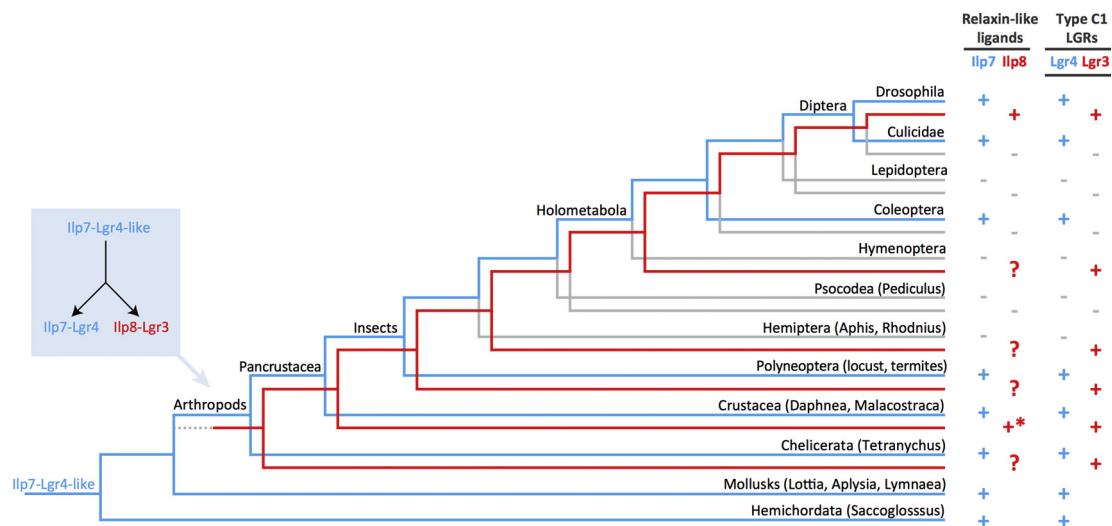 Relaxin-like ligands
Type C1 LGRs
Ilp7 Ilp8
Lgr4 Lgr3
Drosophila
+ +
Diptera
+ +
Culicidae
+ +
- -
Lepidoptera
- -
- -
Holometabola
Coleoptera
+ +
- -
Ilp7-Lgr4-like
Hymenoptera
- -
? +
Psocodea (Pediculus)
- -
- -
Ilp7-Lgr4 Ilp8-Lgr3
Insects
Hemiptera (Aphis, Rhodnius)
- -
? +
Pancrustacea
Polyneoptera (locust, termites)
+ +
? +
Arthropods
Crustacea (Daphnea, Malacostraca)
+ +
+* +
Chelicerata (Tetranychus)
+ +
? +
Ilp7-Lgr4-like
Mollusks (Lottia, Aplysia, Lymnaea)
+ +
Hemichordata (Saccoglosssus)
+ +